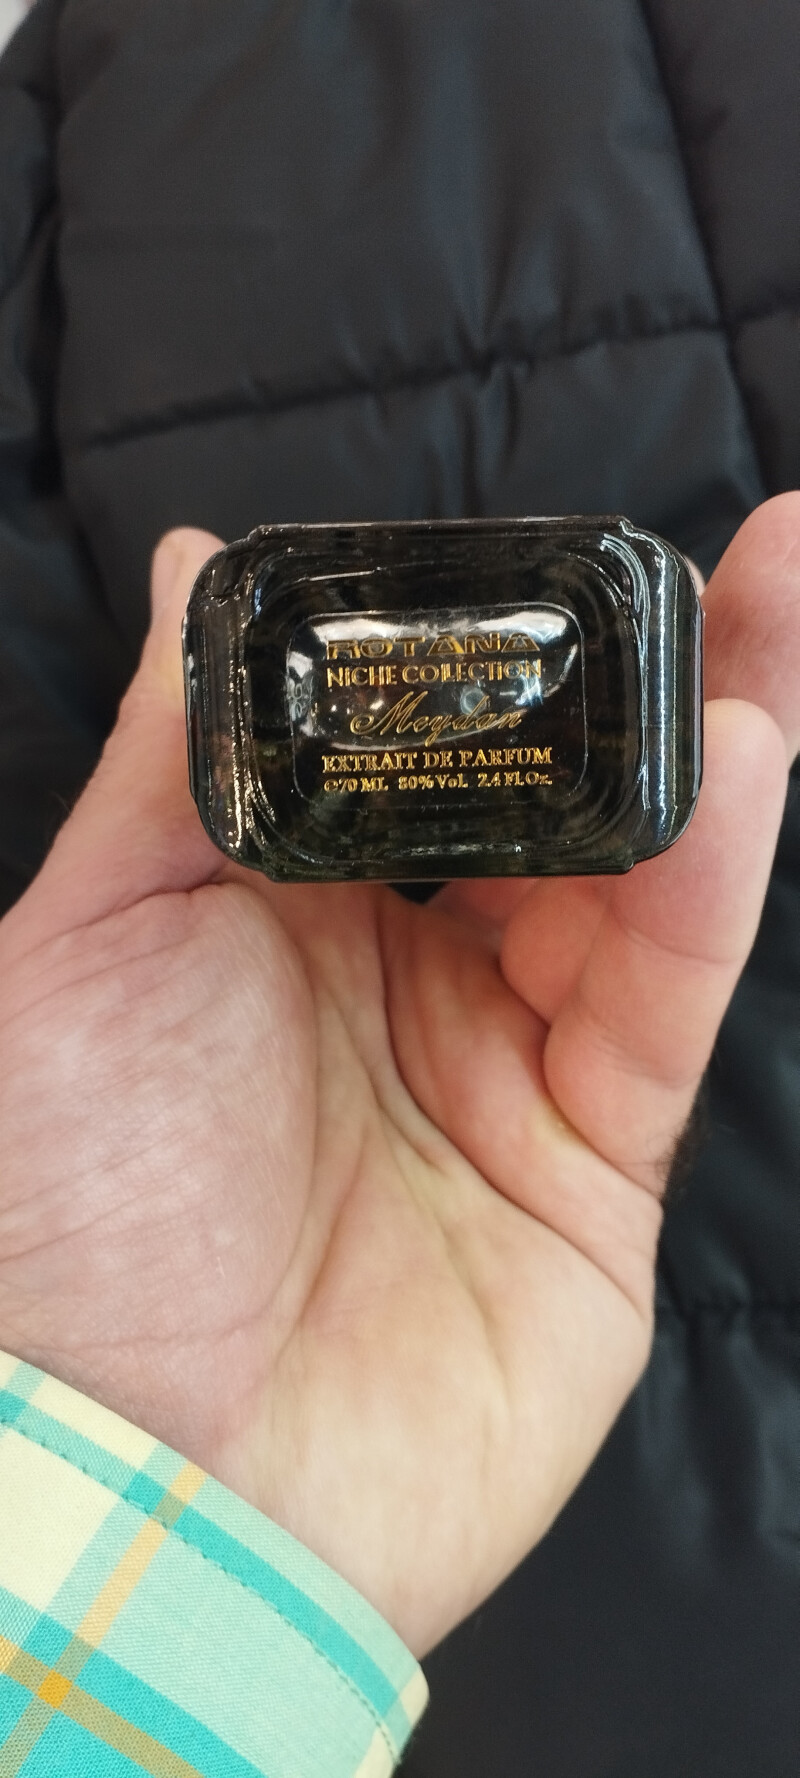 ROTANA
NICHE COLLECTION
Meydan
EXTRAIT DE PARFUM
℮70 ML 80% Vol. 2.4 Fl. Oz.